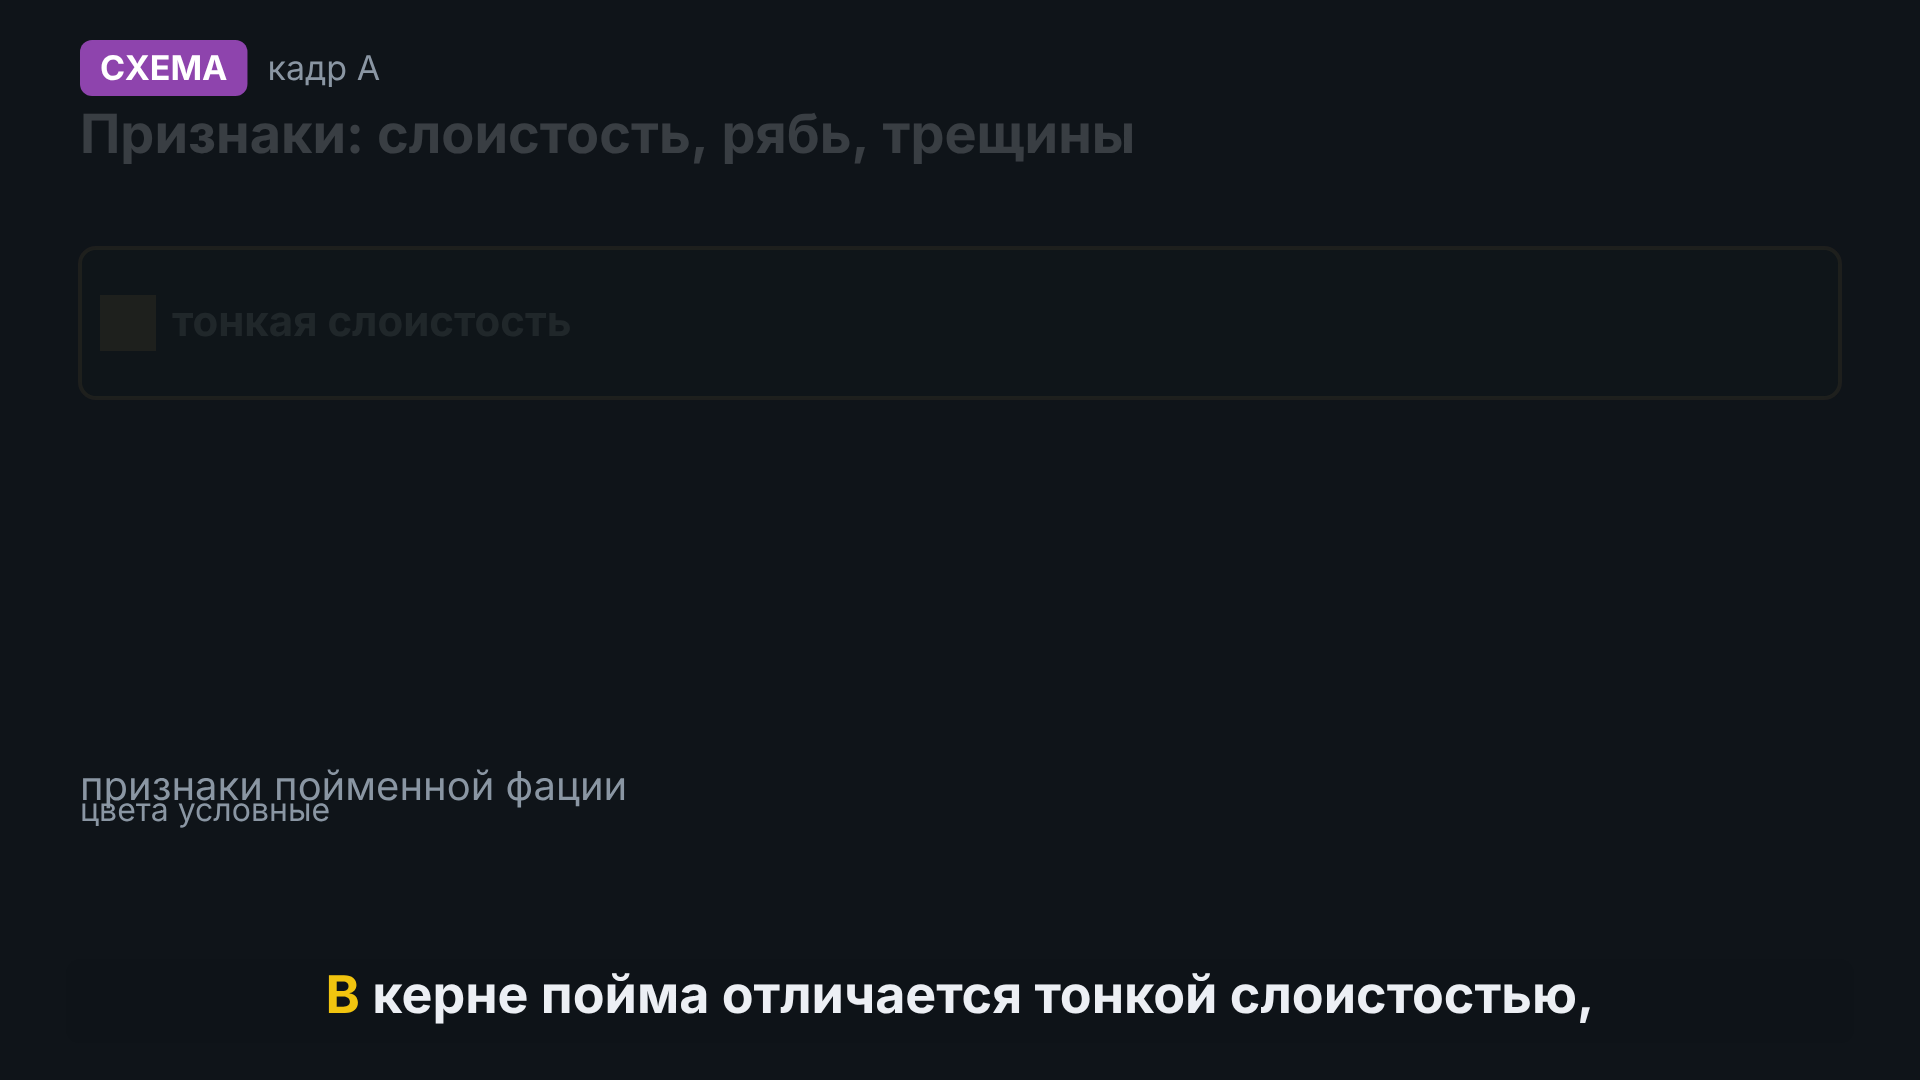 СХЕМА кадр А
Признаки: слоистость, рябь, трещины
тонкая слоистость
признаки пойменной фации
цвета условные
В керне пойма отличается тонкой слоистостью,